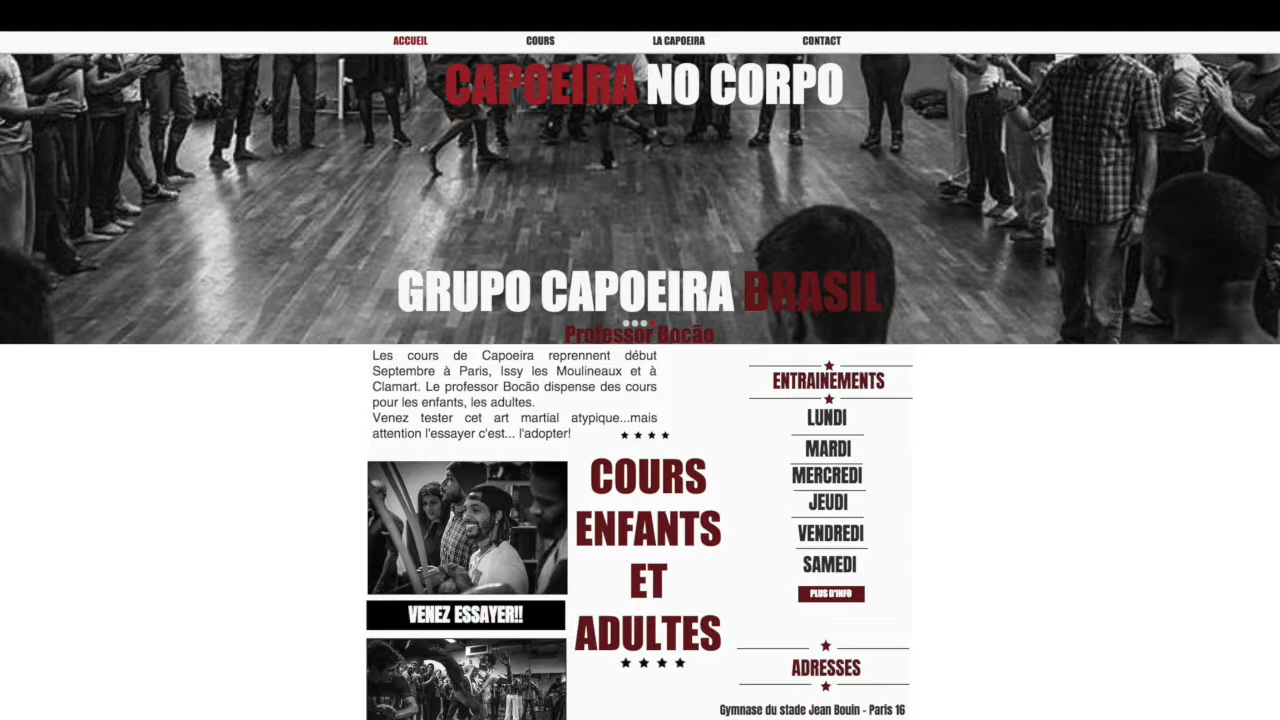 ACCUEIL
COURS
LA CAPOEIRA
CONTACT
CAPOEIRA NO CORPO
GRUPO CAPOEIRA BRASIL
Professor Bocão
Les cours de Capoeira reprennent début
Septembre à Paris, Issy les Moulineaux et à
Clamart. Le professor Bocão dispense des cours
pour les enfants, les adultes.
Venez tester cet art martial atypique...mais
attention l'essayer c'est... l'adopter!
VENEZ ESSAYER!!
COURS
ENFANTS
ET
ADULTES
ENTRAINEMENTS
LUNDI
MARDI
MERCREDI
JEUDI
VENDREDI
SAMEDI
PLUS D'INFO
ADRESSES
Gymnase du stade Jean Bouin - Paris 16